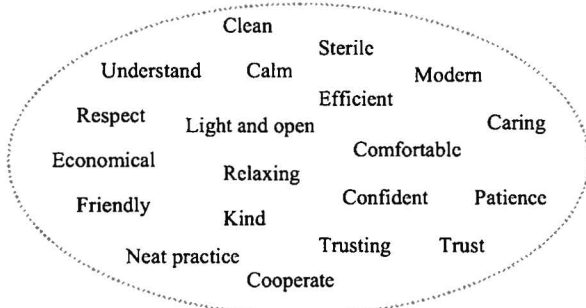 Clean
Sterile
Understand Calm Modern
Efficient
Respect Light and open Caring
Economical Comfortable
Relaxing
Friendly Confident Patience
Kind
Neat practice Trusting Trust
Cooperate